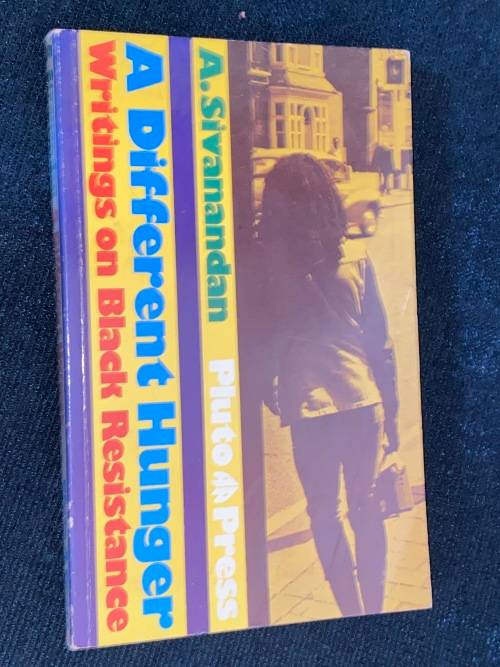 A. Sivanandan
Pluto Press
A Different Hunger
Writings on Black Resistance